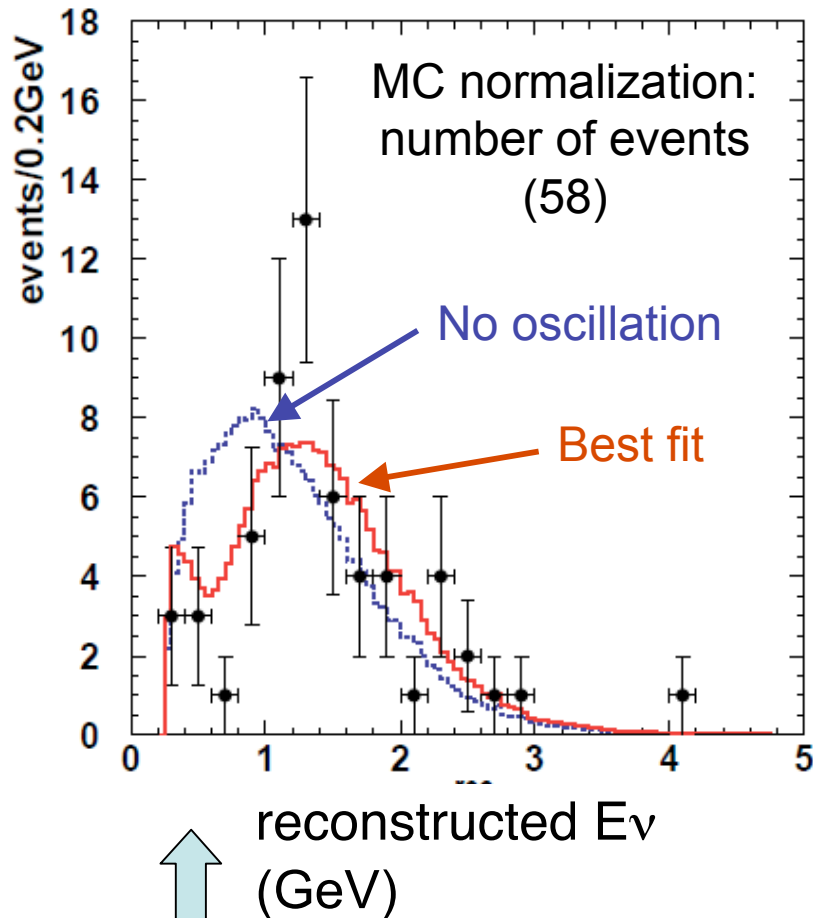 18
16
14
12
10
8
6
4
2
0
events/0.2GeV
MC normalization:
number of events
(58)
No oscillation
Best fit
0 1 2 3 4 5
reconstructed Eν
(GeV)